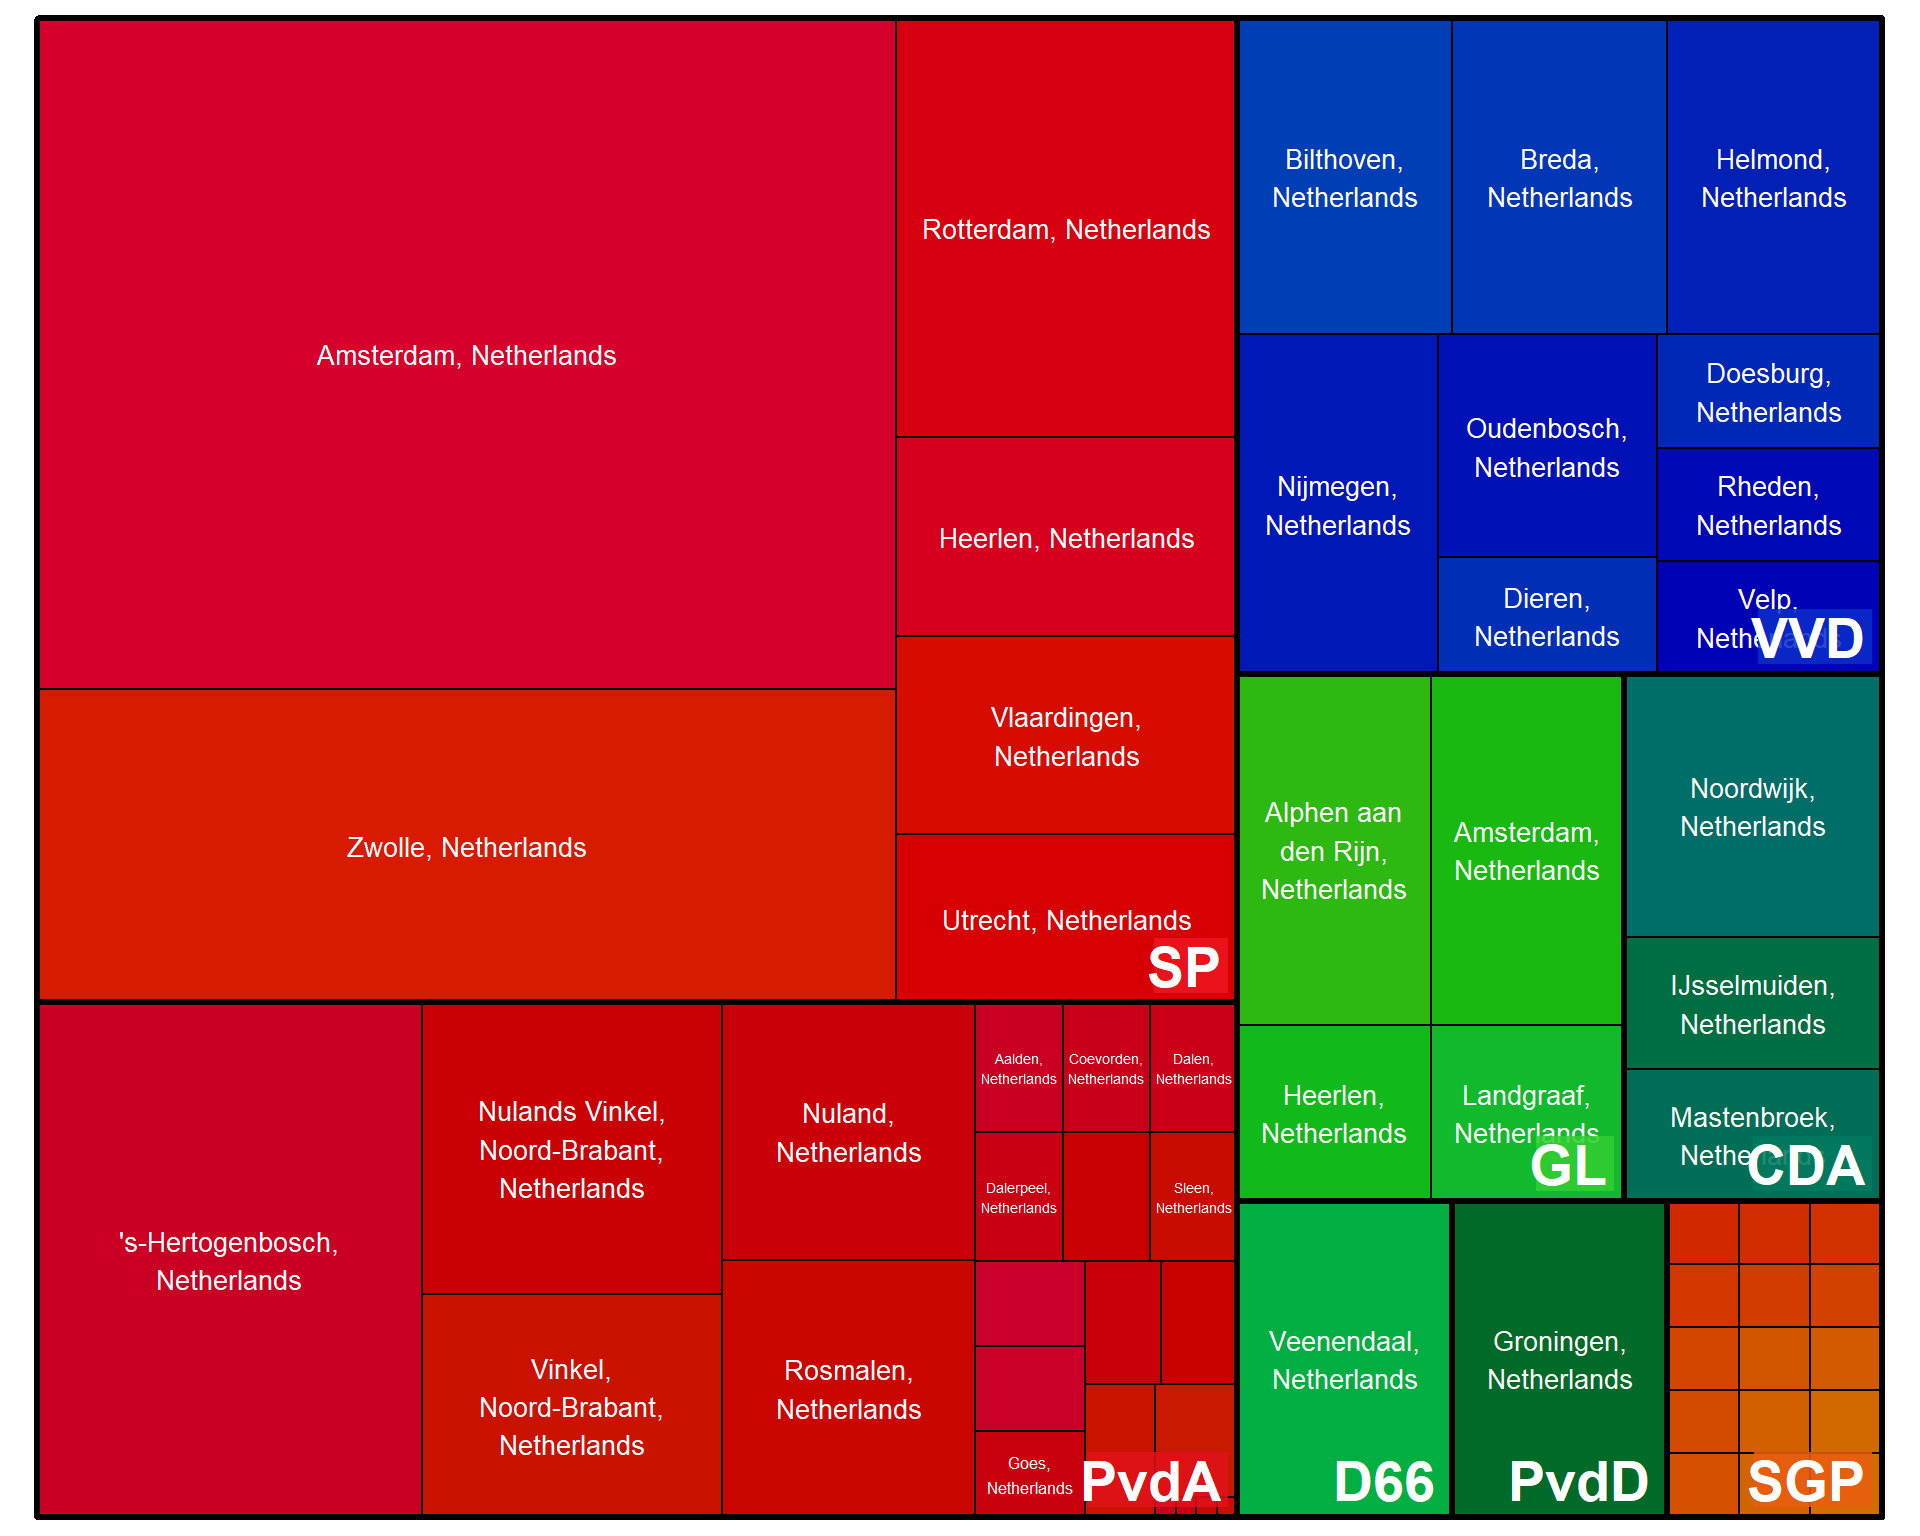 Amsterdam, Netherlands
Rotterdam, Netherlands
Heerlen, Netherlands
Vlaardingen,
Netherlands
Zwolle, Netherlands
Utrecht, Netherlands
SP
's-Hertogenbosch,
Netherlands
Nulands Vinkel,
Noord-Brabant,
Netherlands
Vinkel,
Noord-Brabant,
Netherlands
Nuland,
Netherlands
Rosmalen,
Netherlands
Aalden,
Netherlands
Coevorden,
Netherlands
Dalen,
Netherlands
Dalerpeel,
Netherlands
Sleen,
Netherlands
Goes,
Netherlands
PvdA
Bilthoven,
Netherlands
Breda,
Netherlands
Helmond,
Netherlands
Nijmegen,
Netherlands
Oudenbosch,
Netherlands
Dieren,
Netherlands
Doesburg,
Netherlands
Rheden,
Netherlands
Velp,
Netherlands
VVD
Alphen aan
den Rijn,
Netherlands
Amsterdam,
Netherlands
Heerlen,
Netherlands
Landgraaf,
Netherlands
GL
Noordwijk,
Netherlands
IJsselmuiden,
Netherlands
Mastenbroek,
Netherlands
CDA
Veenendaal,
Netherlands
D66
Groningen,
Netherlands
PvdD
SGP